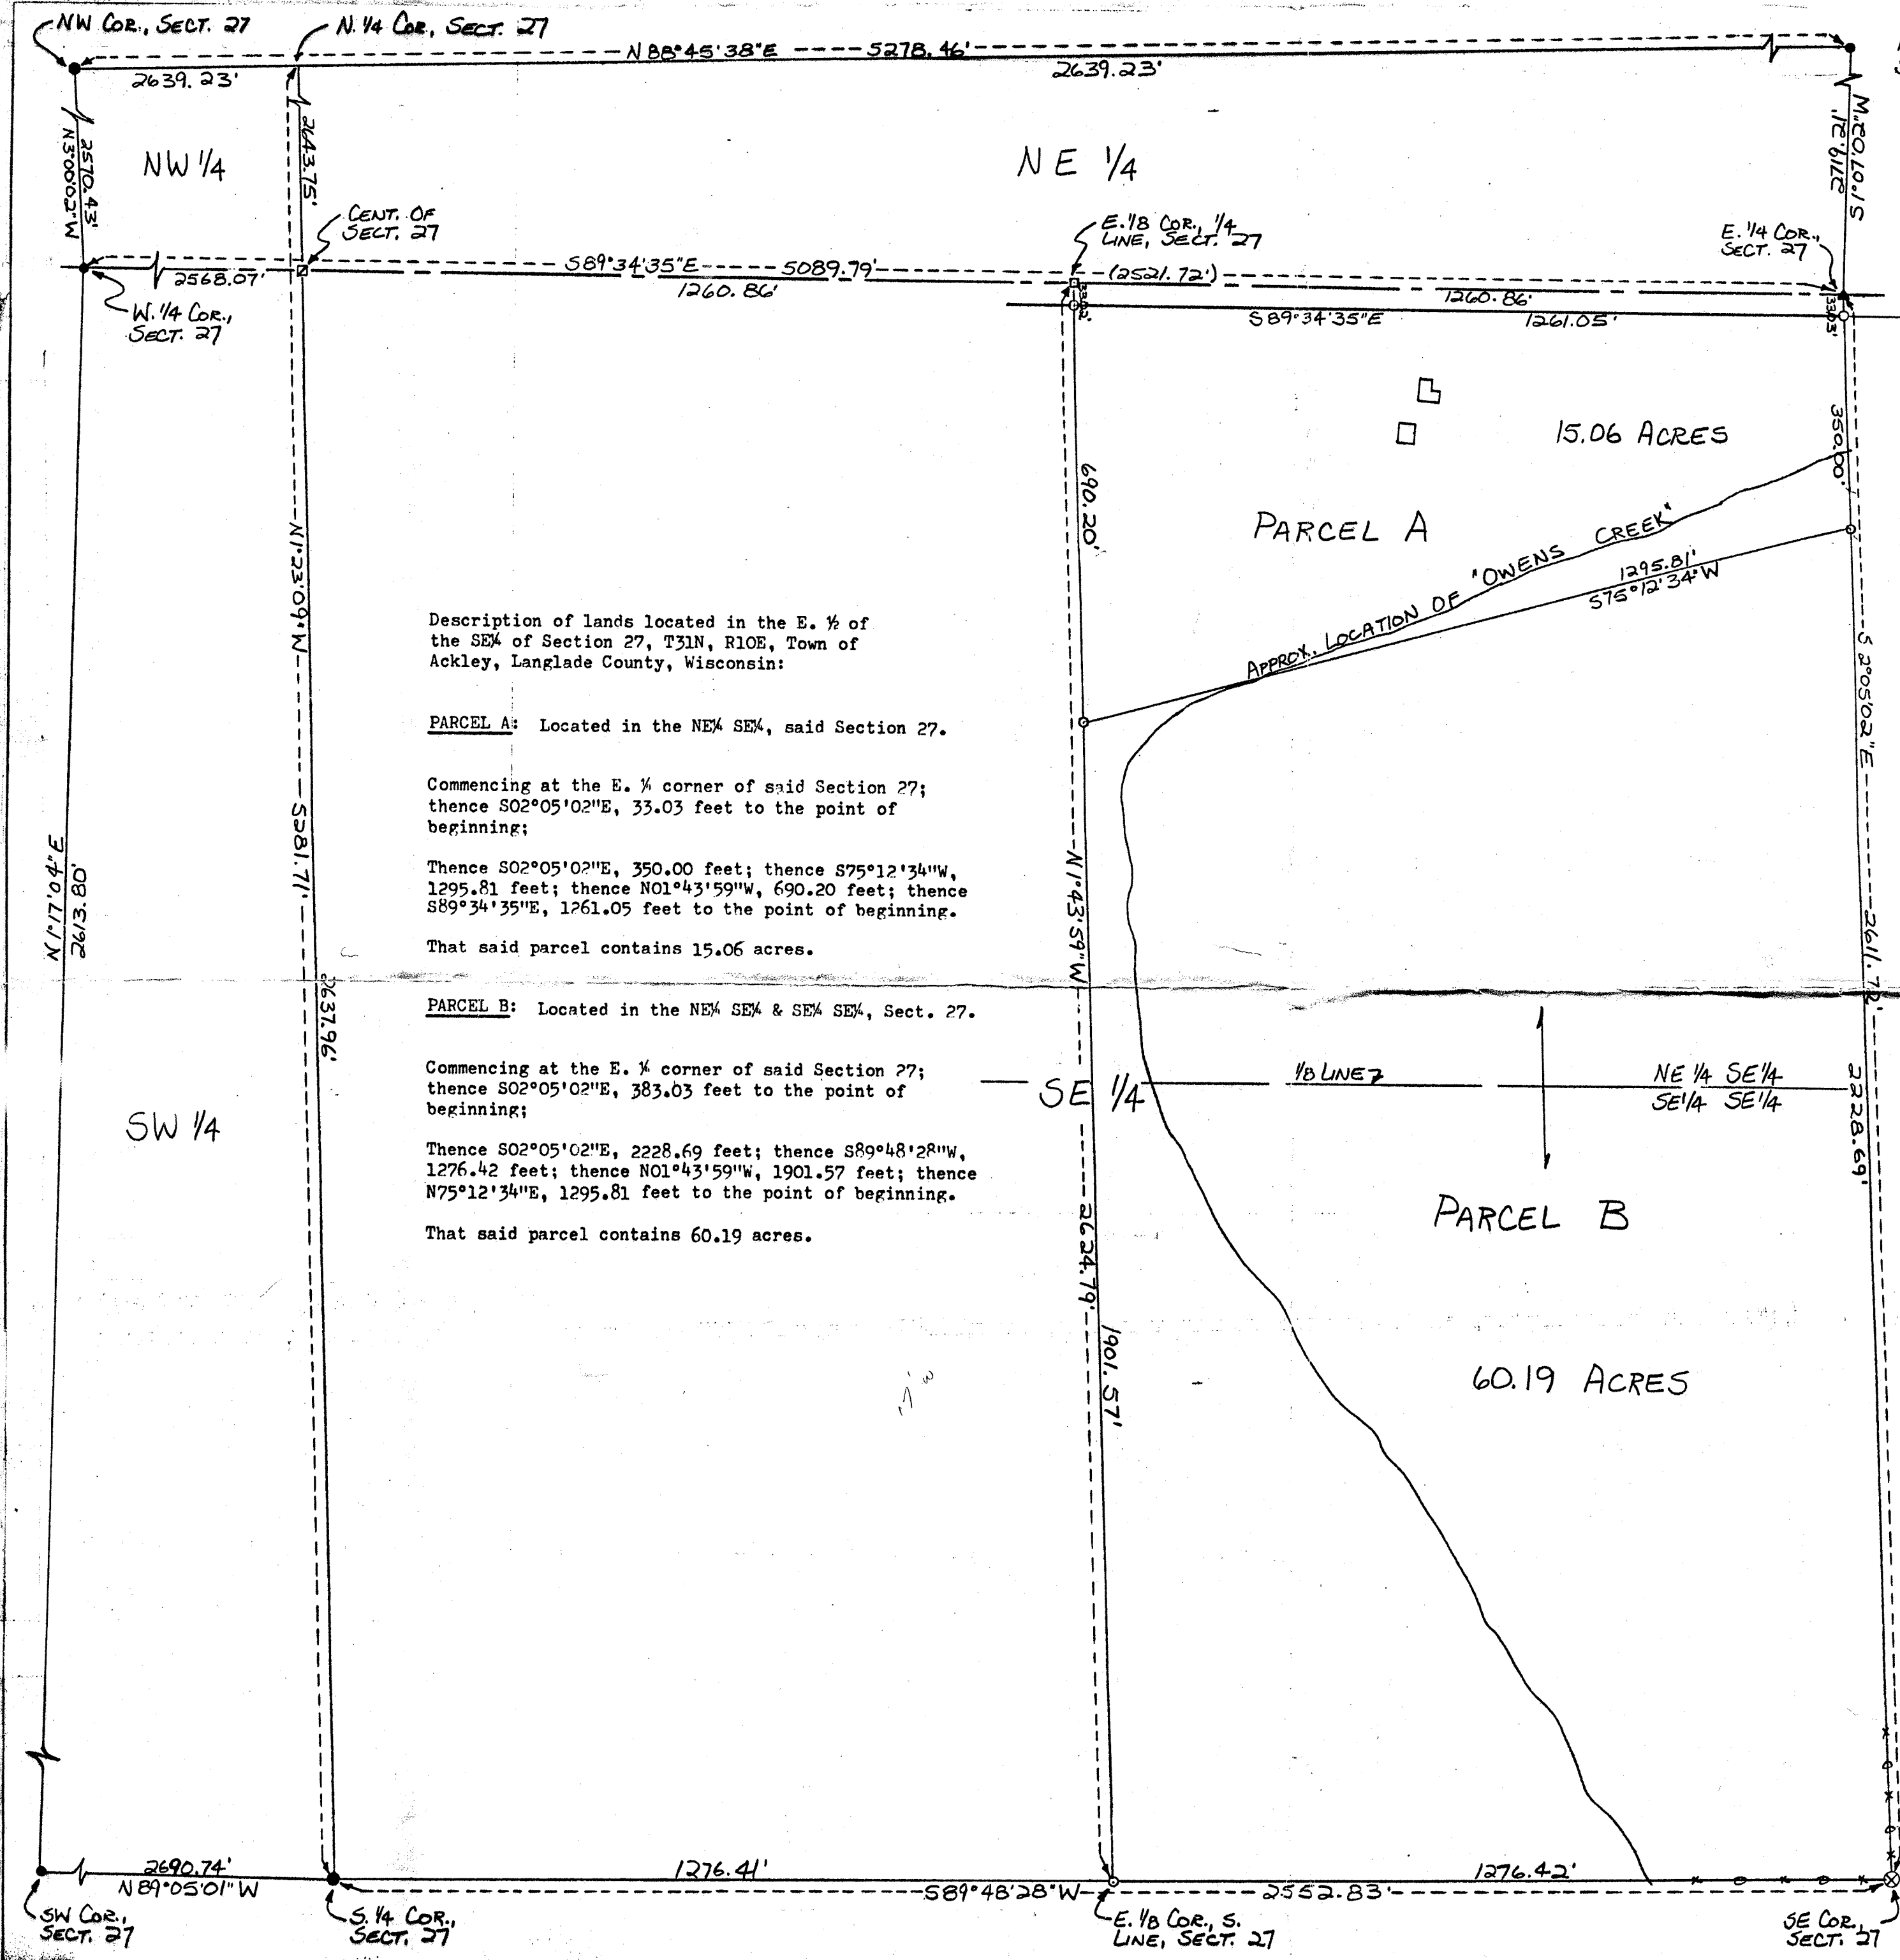 NW COR., SECT. 27
N. 1/4 COR., SECT. 27
N88°45'38"E 5278.46'
2639.23'
2639.23'
2570.43'
N3°00'02"W
NW 1/4
2643.75'
NE 1/4
S1°07'02"W
2716.21'
CENT. OF
SECT. 27
E. 1/8 COR., 1/4
LINE, SECT. 27
E. 1/4 COR.,
SECT. 27
2568.07'
S89°34'35"E 5089.79'
(2521.72')
1260.86'
1260.86'
W. 1/4 COR.,
SECT. 27
33.03'
S89°34'35"E 1261.05'
350.00'
15.06 ACRES
690.20'
PARCEL A
APPROX. LOCATION OF "OWENS CREEK"
1295.81'
S75°12'34"W
N1°23'09"W 5281.71'
S 2°05'02"E 2611.72'
Description of lands located in the E. ½ of
the SE¼ of Section 27, T31N, R10E, Town of
Ackley, Langlade County, Wisconsin:
PARCEL A: Located in the NE¼ SE¼, said Section 27.
Commencing at the E. ¼ corner of said Section 27;
thence S02°05'02"E, 33.03 feet to the point of
beginning;
Thence S02°05'02"E, 350.00 feet; thence S75°12'34"W,
1295.81 feet; thence N01°43'59"W, 690.20 feet; thence
S89°34'35"E, 1261.05 feet to the point of beginning.
That said parcel contains 15.06 acres.
PARCEL B: Located in the NE¼ SE¼ & SE¼ SE¼, Sect. 27.
Commencing at the E. ¼ corner of said Section 27;
thence S02°05'02"E, 383.03 feet to the point of
beginning;
Thence S02°05'02"E, 2228.69 feet; thence S89°48'28"W,
1276.42 feet; thence N01°43'59"W, 1901.57 feet; thence
N75°12'34"E, 1295.81 feet to the point of beginning.
That said parcel contains 60.19 acres.
N1°17'04"E
2613.80'
2637.96'
N1°43'59"W 2624.79'
SE 1/4
1/8 LINE
NE 1/4 SE 1/4
SE 1/4 SE 1/4
2228.69'
SW 1/4
PARCEL B
1901.57'
60.19 ACRES
2690.74'
N89°05'01"W
1276.41'
1276.42'
S89°48'28"W 2552.83'
SW COR.,
SECT. 27
S. 1/4 COR.,
SECT. 27
E. 1/8 COR., S.
LINE, SECT. 27
SE COR.,
SECT. 27